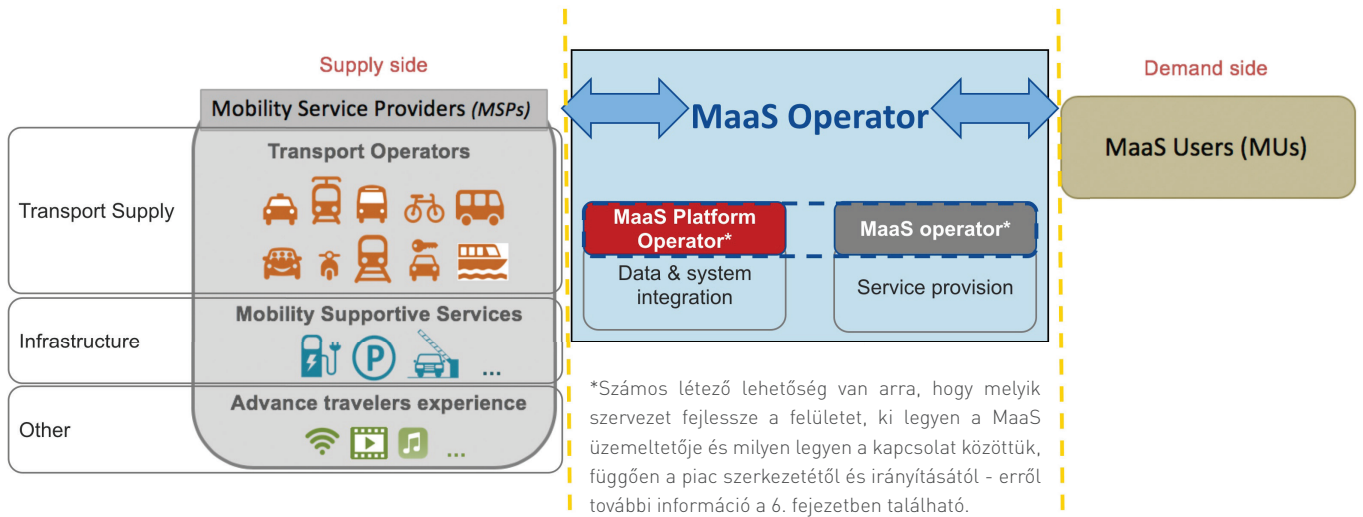 Supply side
Demand side
Mobility Service Providers (MSPs)
MaaS Operator
MaaS Users (MUs)
Transport Operators
Transport Supply
MaaS Platform
Operator*
MaaS operator*
Data & system
integration
Service provision
Mobility Supportive Services
Infrastructure
P
...
Advance travelers experience
Other
...
*Számos létező lehetőség van arra, hogy melyik
szervezet fejlessze a felületet, ki legyen a MaaS
üzemeltetője és milyen legyen a kapcsolat közöttük,
függően a piac szerkezetétől és irányításától - erről
további információ a 6. fejezetben található.